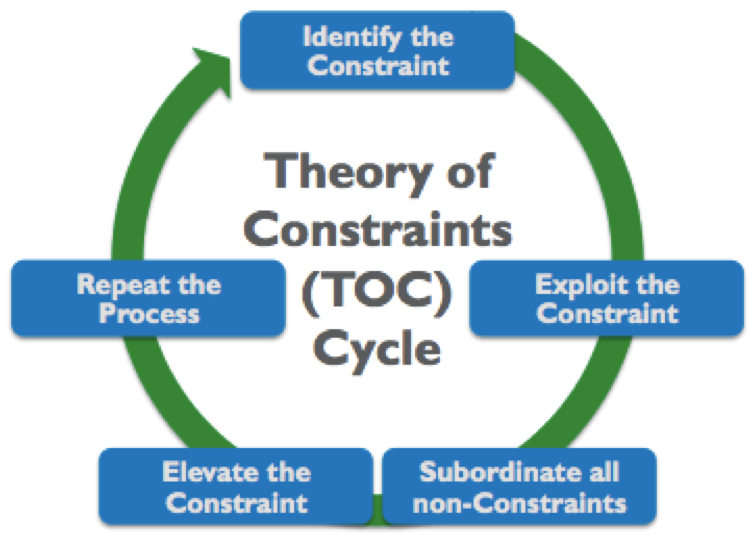 Identify the
Constraint
Theory of
Constraints
(TOC)
Cycle
Repeat the
Process
Exploit the
Constraint
Elevate the
Constraint
Subordinate all
non-Constraints